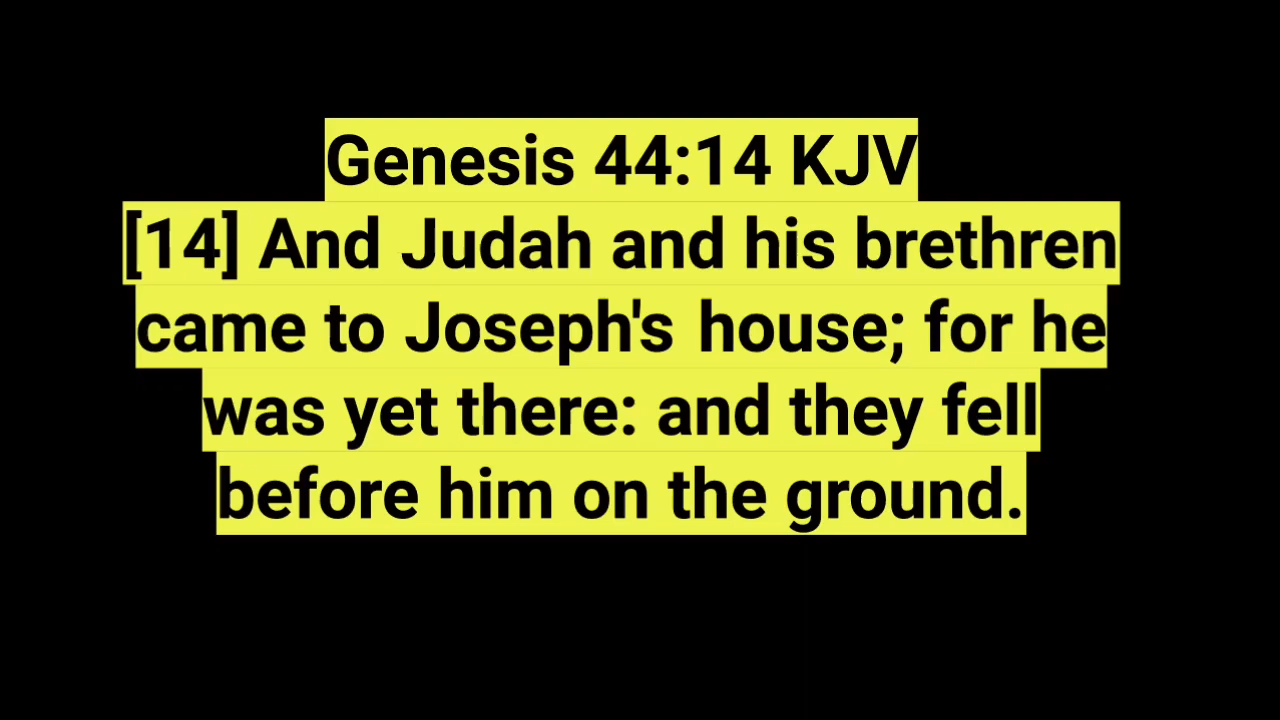 Genesis 44:14 KJV
[14] And Judah and his brethren
came to Joseph's house; for he
was yet there: and they fell
before him on the ground.